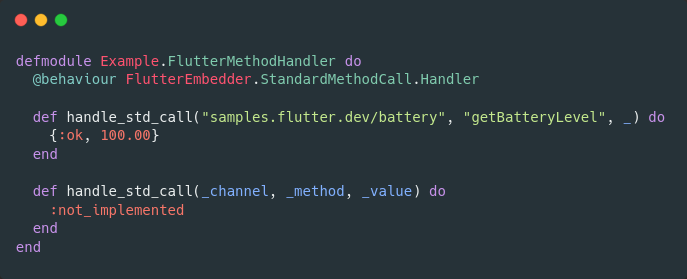 defmodule Example.FlutterMethodHandler do
  @behaviour FlutterEmbedder.StandardMethodCall.Handler

  def handle_std_call("samples.flutter.dev/battery", "getBatteryLevel", _) do
    {:ok, 100.00}
  end

  def handle_std_call(_channel, _method, _value) do
    :not_implemented
  end
end